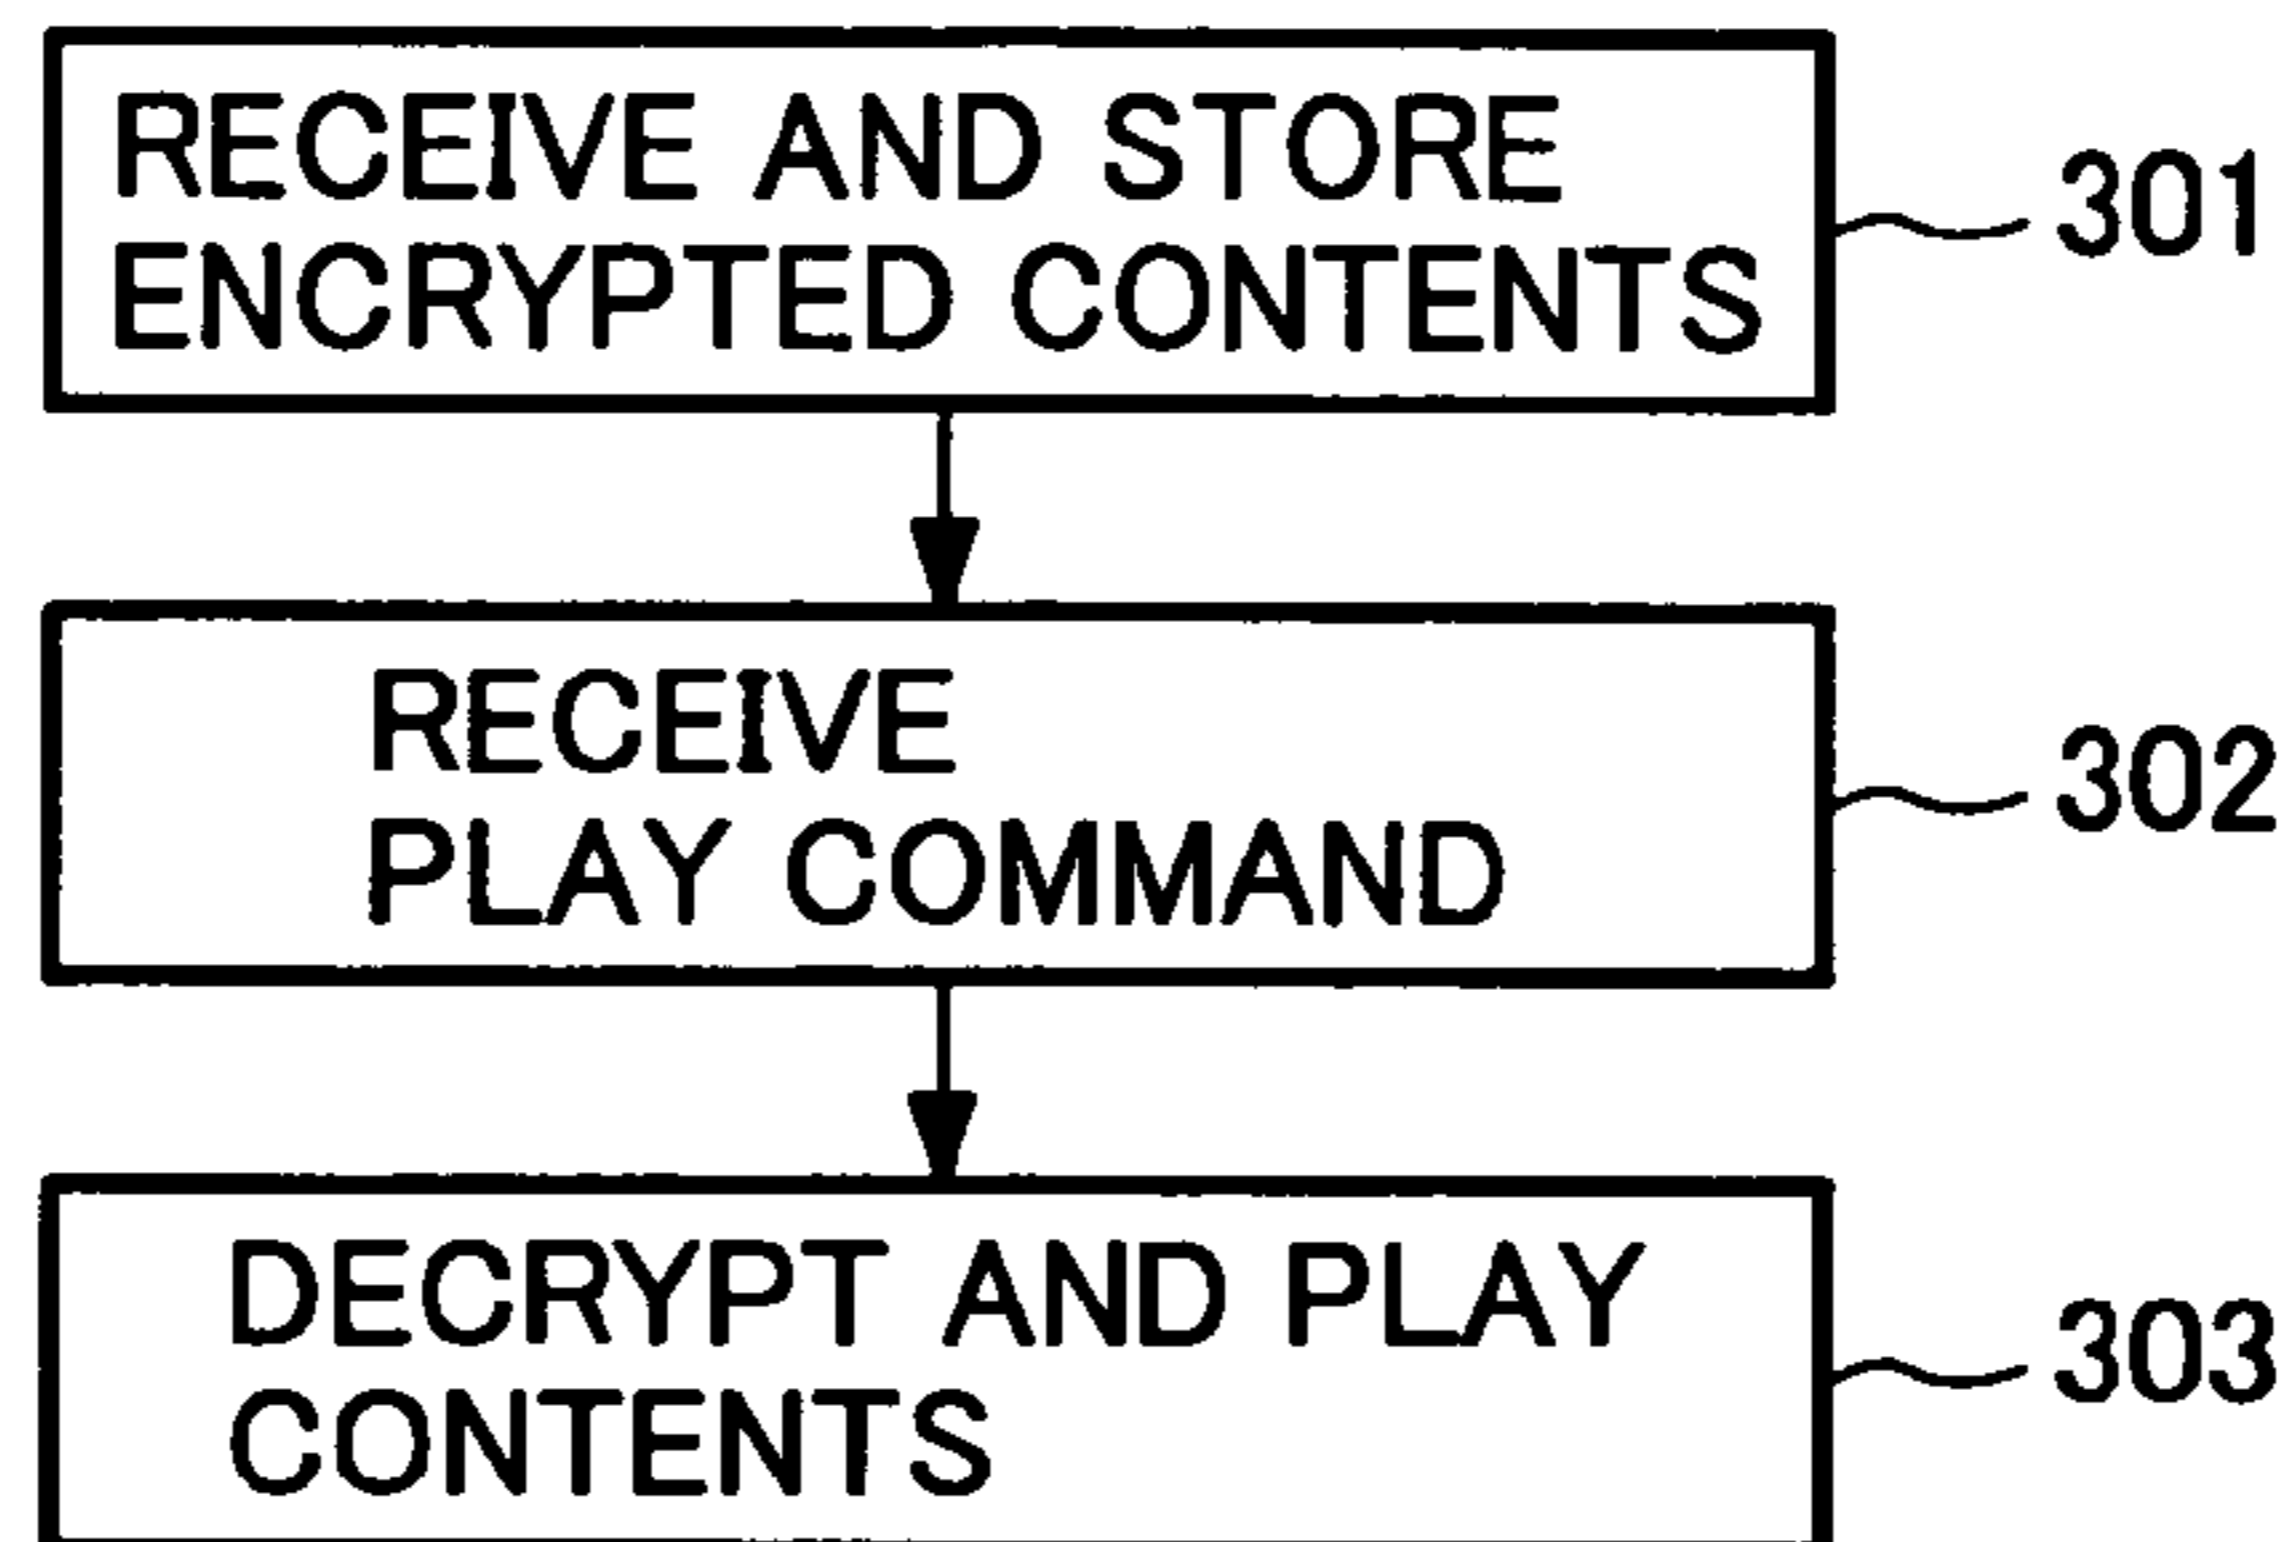 RECEIVE AND STORE
ENCRYPTED CONTENTS
301
RECEIVE
PLAY COMMAND
302
DECRYPT AND PLAY
CONTENTS
303